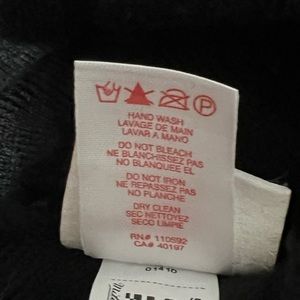 P
HAND WASH
LAVAGE DE MAIN
LAVAR A MANO
DO NOT BLEACH
NE BLANCHISSEZ PAS
NO BLANQUEE EL
DO NOT IRON
NE REPASSEZ PAS
NO PLANCHE
DRY CLEAN
SEC NETTOYEZ
SECO LIMPIE
RN# 110592
CA# 40197
01410